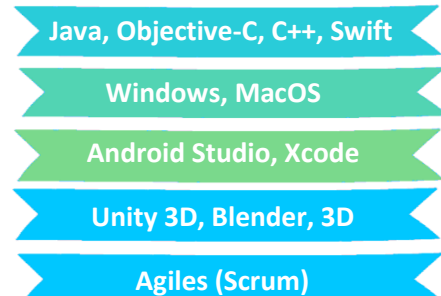 Java, Objective-C, C++, Swift
Windows, MacOS
Android Studio, Xcode
Unity 3D, Blender, 3D
Agiles (Scrum)